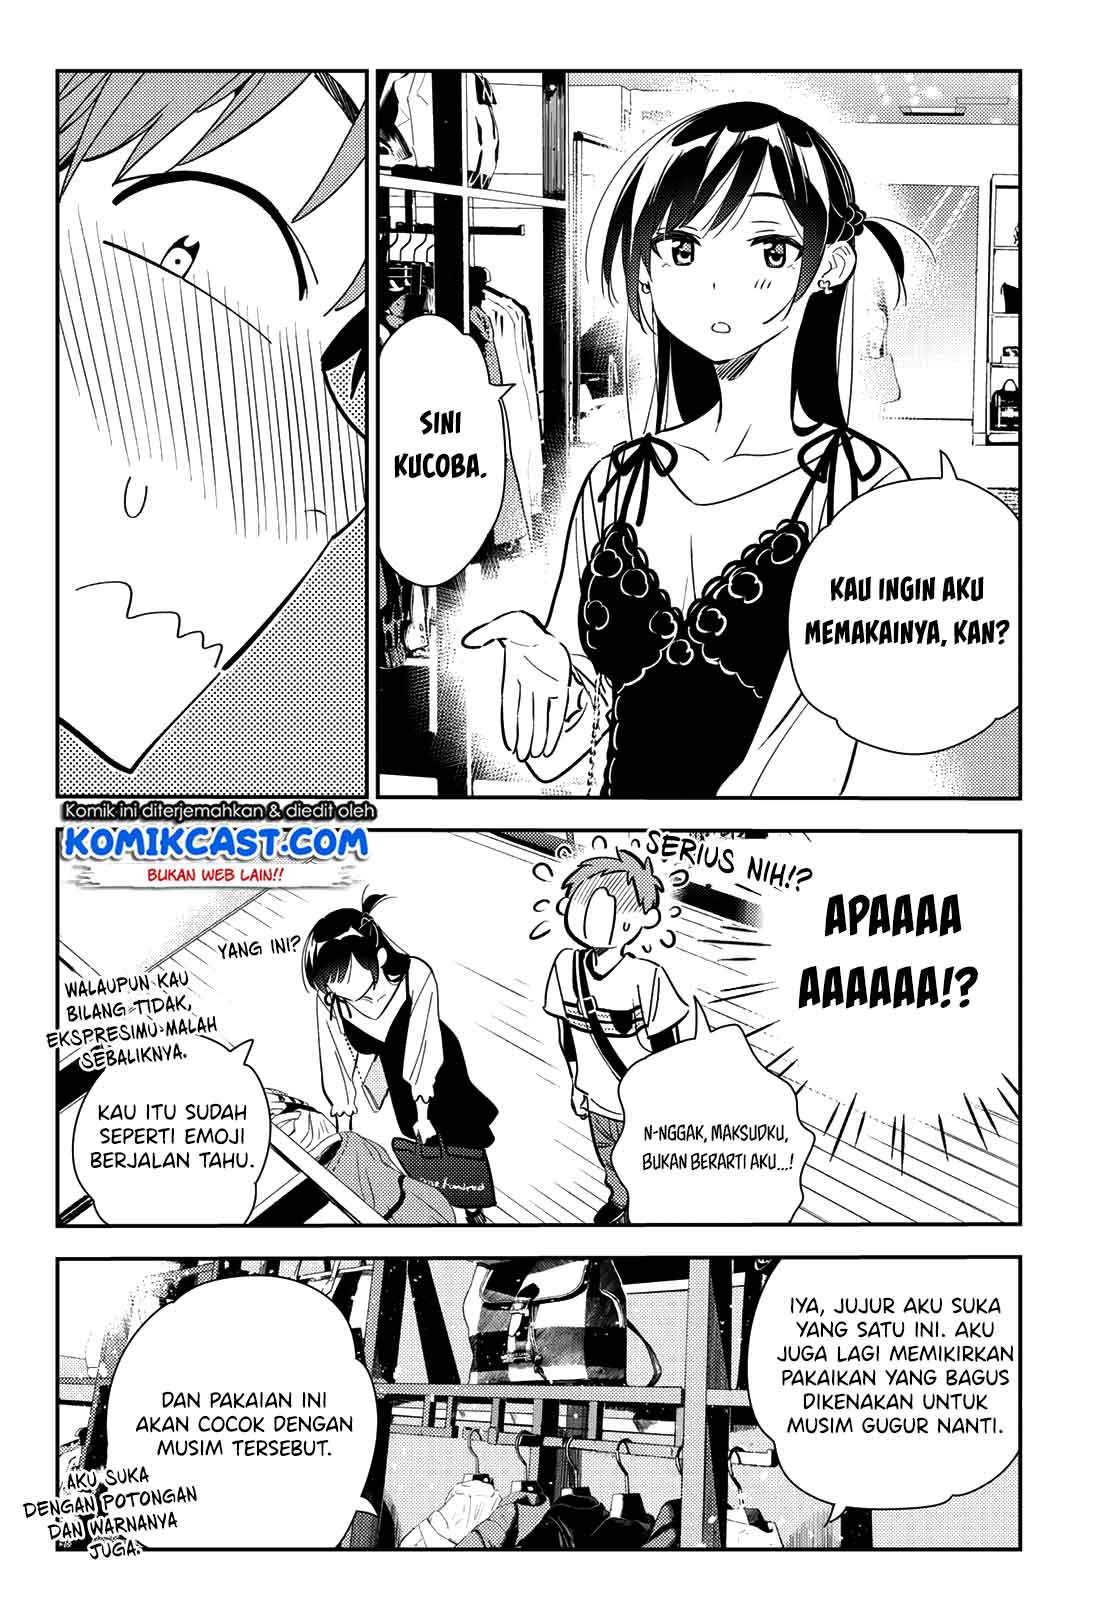 KAU INGIN AKU
MEMAKAINYA, KAN?
SINI
KUCOBA.
Komik ini diterjemahkan & diedit oleh
KOMIKCAST.COM
BUKAN WEB LAIN!!
APAAAA
AAAAAA!?
SERIUS NIH!?
N-NGGAK, MAKSUDKU,
BUKAN BERARTI AKU...!
YANG INI?
WALAUPUN KAU
BILANG TIDAK,
EKSPRESIMU MALAH
SEBALIKNYA.
KAU ITU SUDAH
SEPERTI EMOJI
BERJALAN TAHU.
IYA, JUJUR AKU SUKA
YANG SATU INI. AKU
JUGA LAGI MEMIKIRKAN
PAKAIAN YANG BAGUS
DIKENAKAN UNTUK
MUSIM GUGUR NANTI.
DAN PAKAIAN INI
AKAN COCOK DENGAN
MUSIM TERSEBUT.
AKU SUKA
DENGAN POTONGAN
DAN WARNANYA
JUGA.